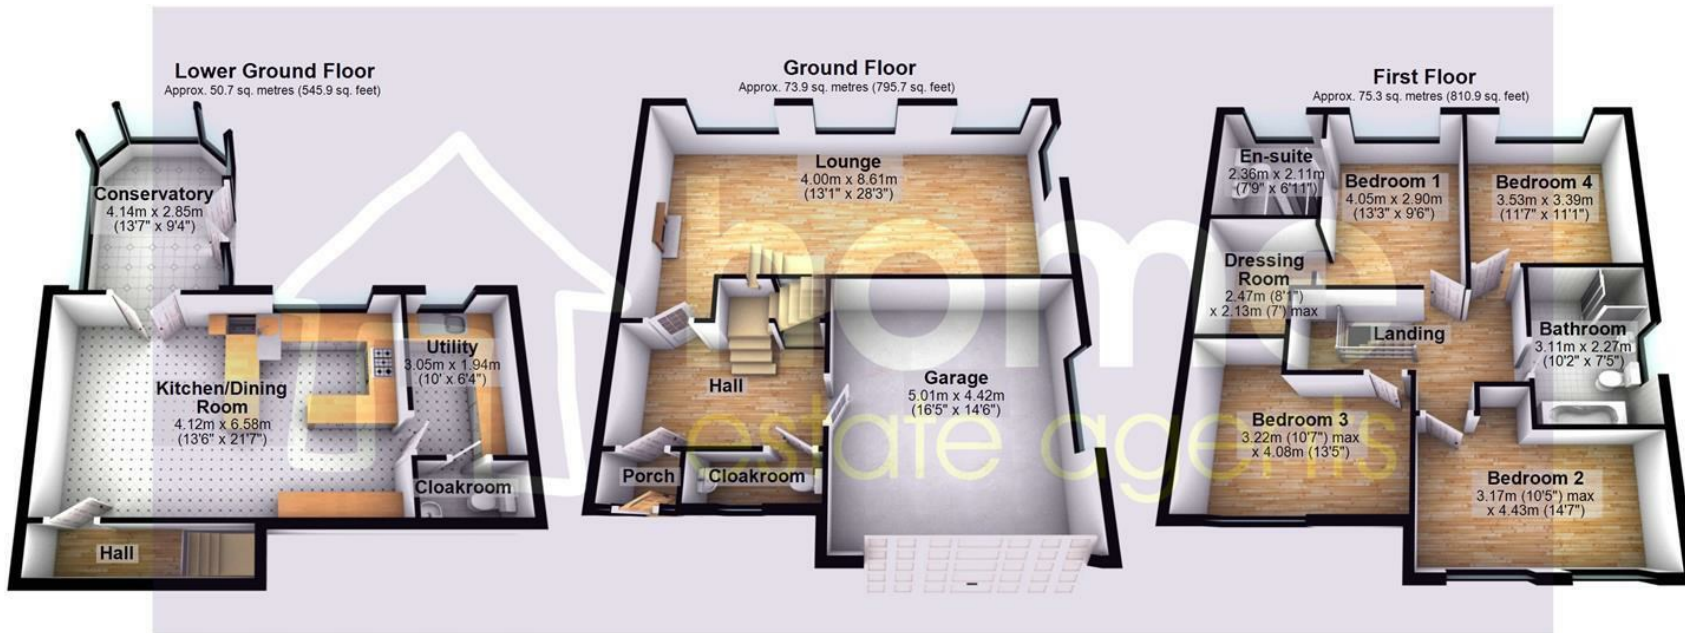 Lower Ground Floor
Approx. 50.7 sq. metres (545.9 sq. feet)
Conservatory
4.14m x 2.85m
(13'7" x 9'4")
Kitchen/Dining
Room
4.12m x 6.58m
(13'6" x 21'7")
Utility
3.05m x 1.94m
(10' x 6'4")
Cloakroom
Hall
Ground Floor
Approx. 73.9 sq. metres (795.7 sq. feet)
Lounge
4.00m x 8.61m
(13'1" x 28'3")
Hall
Garage
5.01m x 4.42m
(16'5" x 14'6")
Porch
Cloakroom
First Floor
Approx. 75.3 sq. metres (810.9 sq. feet)
En-suite
2.36m x 2.11m
(7'9" x 6'11")
Bedroom 1
4.05m x 2.90m
(13'3" x 9'6")
Bedroom 4
3.53m x 3.39m
(11'7" x 11'1")
Dressing
Room
2.47m (8'1")
x 2.13m (7') max
Landing
Bathroom
3.11m x 2.27m
(10'2" x 7'5")
Bedroom 3
3.22m (10'7") max
x 4.08m (13'5")
Bedroom 2
3.17m (10'5") max
x 4.43m (14'7")
home
estate agents